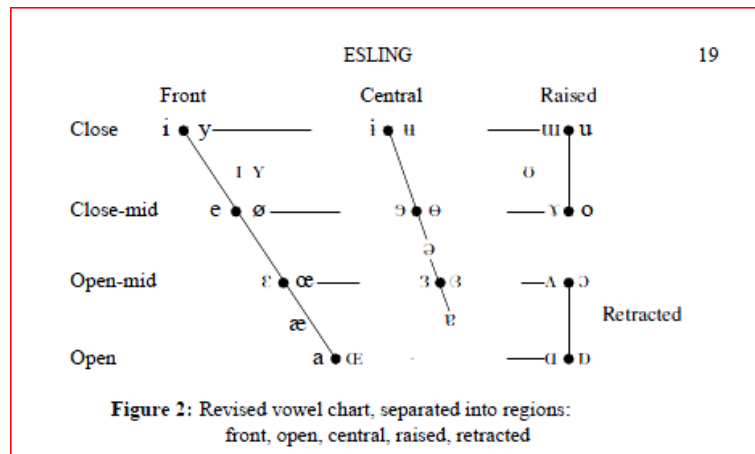 ESLING 19
Front Central Raised
Close i y ɨ ʉ ɯ u
ɪ ʏ ʊ
Close-mid e ø ɘ ɵ ɤ o
ə
Open-mid ɛ œ ɜ ɞ ʌ ɔ
æ ɐ Retracted
Open a ɶ ɑ ɒ
Figure 2: Revised vowel chart, separated into regions:
front, open, central, raised, retracted